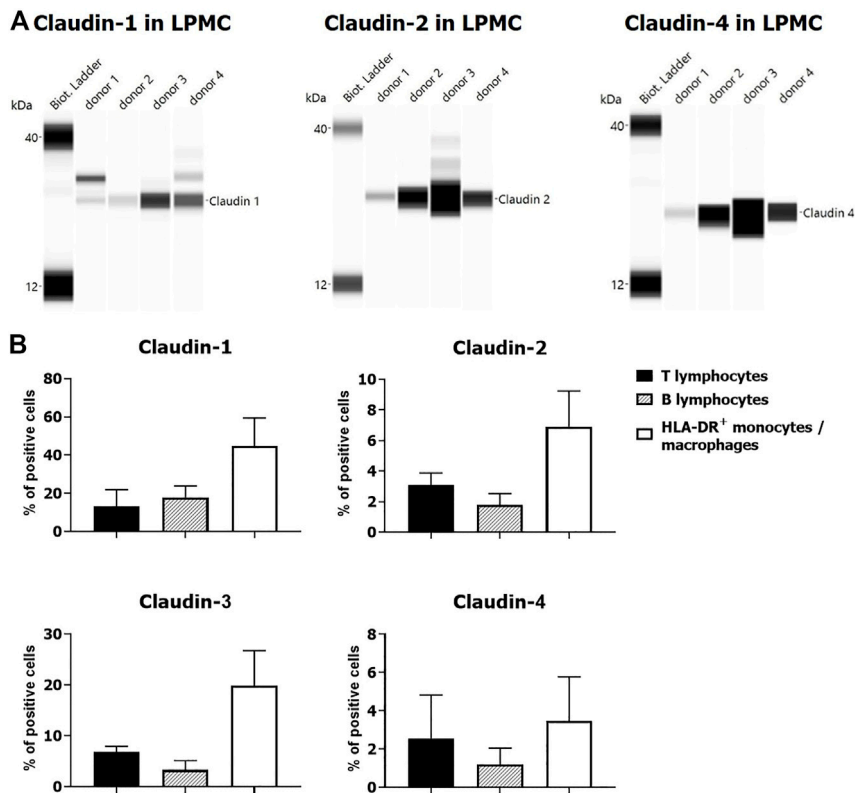 A
Claudin-1 in LPMC
Claudin-2 in LPMC
Claudin-4 in LPMC
kDa
Biot. Ladder
donor 1
donor 2
donor 3
donor 4
40-
-Claudin 1
12-
kDa
Biot. Ladder
donor 1
donor 2
donor 3
donor 4
40-
-Claudin 2
12-
kDa
Biot. Ladder
donor 1
donor 2
donor 3
donor 4
40-
-Claudin 4
12-
B
Claudin-1
% of positive cells
80
60
40
20
0
Claudin-2
% of positive cells
10
8
6
4
2
0
T lymphocytes
B lymphocytes
HLA-DR⁺ monocytes /
macrophages
Claudin-3
% of positive cells
30
20
10
0
Claudin-4
% of positive cells
8
6
4
2
0